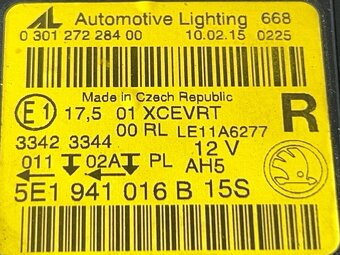 AL Automotive Lighting 668
0 301 272 284 00 10.02.15 0225
Made in Czech Republic
E1 17,5 01 XCEVRT R
00 RL LE11A6277
3342 3344 12 V
011 02A PL AH5
5E1 941 016 B 15S